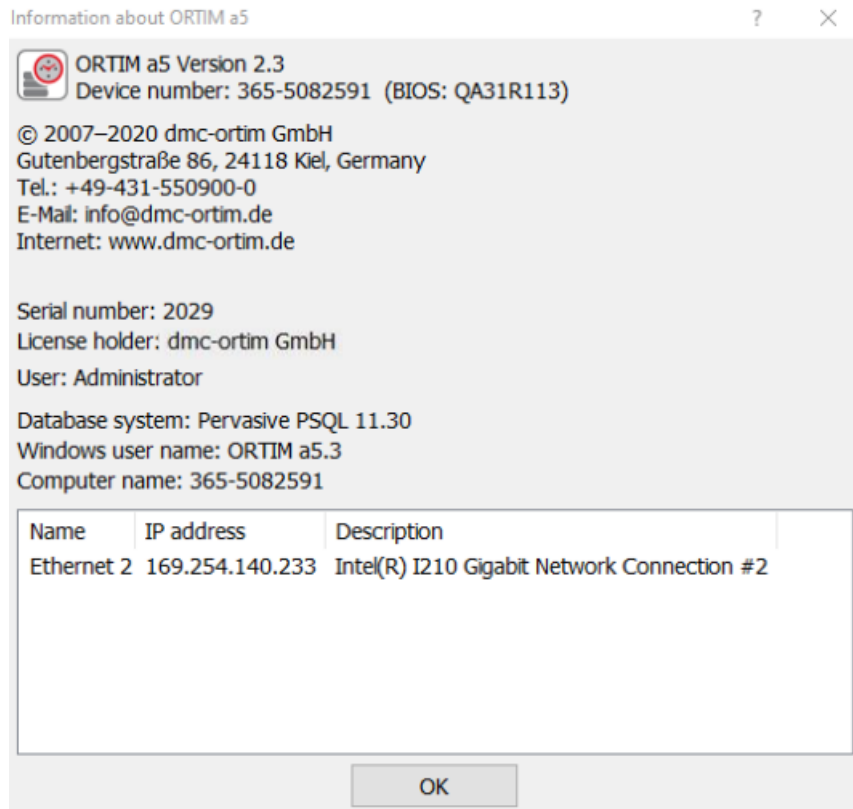 Information about ORTIM a5
ORTIM a5 Version 2.3
Device number: 365-5082591 (BIOS: QA31R113)
© 2007–2020 dmc-ortim GmbH
Gutenbergstraße 86, 24118 Kiel, Germany
Tel.: +49-431-550900-0
E-Mail: info@dmc-ortim.de
Internet: www.dmc-ortim.de
Serial number: 2029
License holder: dmc-ortim GmbH
User: Administrator
Database system: Pervasive PSQL 11.30
Windows user name: ORTIM a5.3
Computer name: 365-5082591
Name IP address Description
Ethernet 2 169.254.140.233 Intel(R) I210 Gigabit Network Connection #2
OK